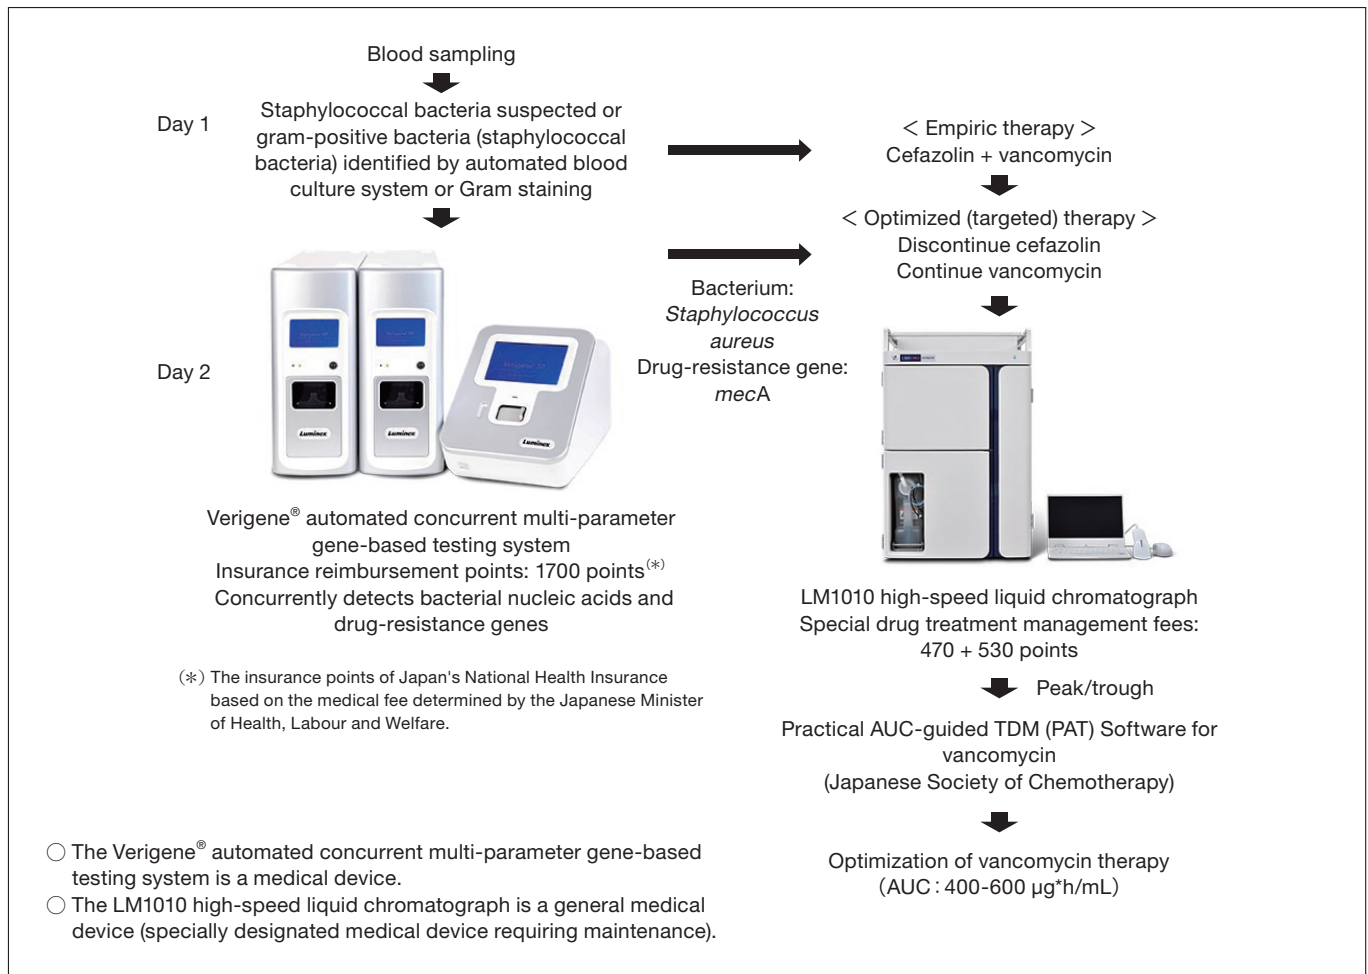 Blood sampling
Day 1
Staphylococcal bacteria suspected or
gram-positive bacteria (staphylococcal
bacteria) identified by automated blood
culture system or Gram staining
< Empiric therapy >
Cefazolin + vancomycin
< Optimized (targeted) therapy >
Discontinue cefazolin
Continue vancomycin
Bacterium:
Staphylococcus
aureus
Drug-resistance gene:
mecA
Day 2
Luminex
Luminex
Verigene SP
Luminex
Verigene® automated concurrent multi-parameter
gene-based testing system
Insurance reimbursement points: 1700 points(*)
Concurrently detects bacterial nucleic acids and
drug-resistance genes
(*) The insurance points of Japan's National Health Insurance
based on the medical fee determined by the Japanese Minister
of Health, Labour and Welfare.
LM1010 high-speed liquid chromatograph
Special drug treatment management fees:
470 + 530 points
Peak/trough
Practical AUC-guided TDM (PAT) Software for
vancomycin
(Japanese Society of Chemotherapy)
Optimization of vancomycin therapy
(AUC : 400-600 µg*h/mL)
○ The Verigene® automated concurrent multi-parameter gene-based
testing system is a medical device.
○ The LM1010 high-speed liquid chromatograph is a general medical
device (specially designated medical device requiring maintenance).